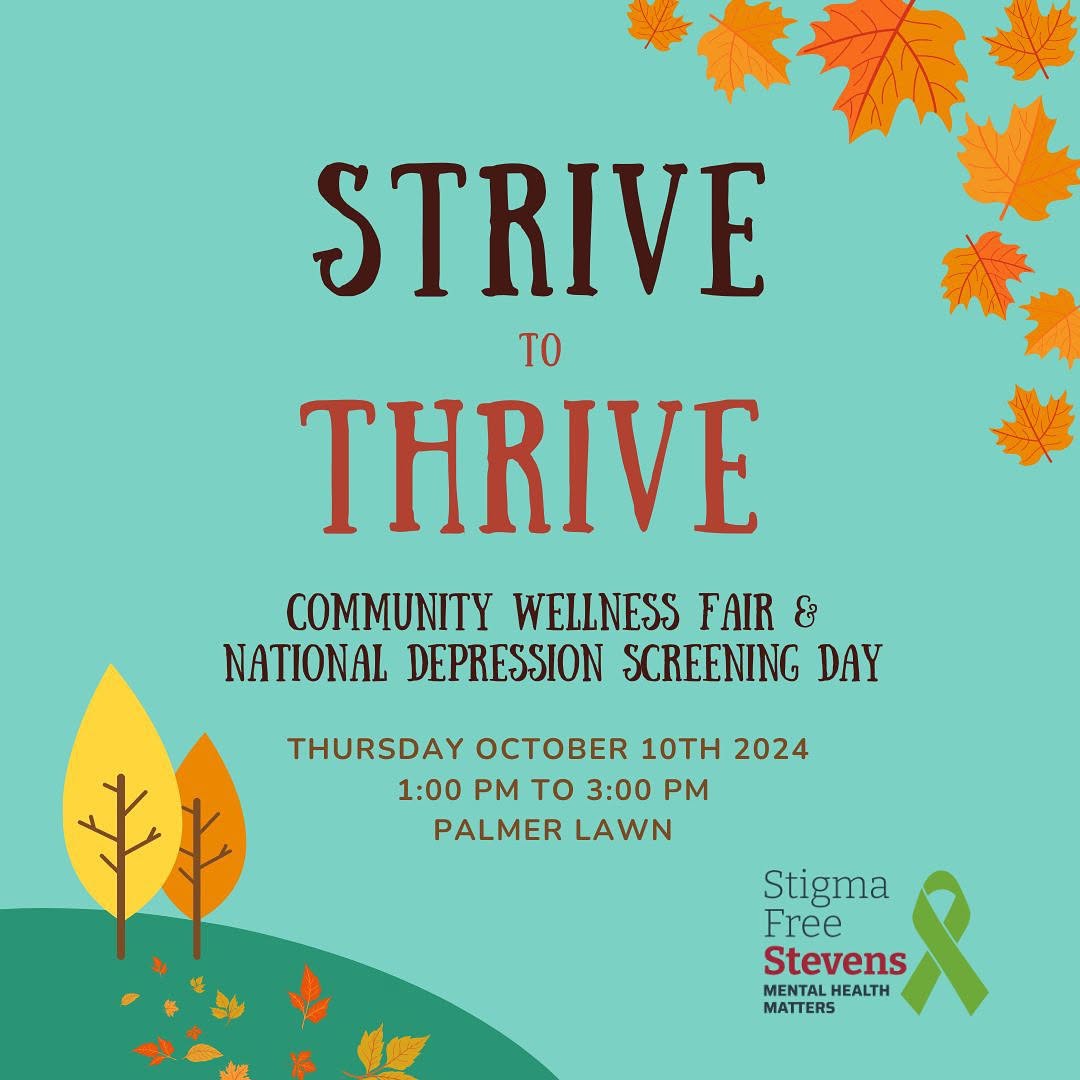 STRIVE
TO
THRIVE
COMMUNITY WELLNESS FAIR &
NATIONAL DEPRESSION SCREENING DAY
THURSDAY OCTOBER 10TH 2024
1:00 PM TO 3:00 PM
PALMER LAWN
Stigma
Free
Stevens
MENTAL HEALTH
MATTERS